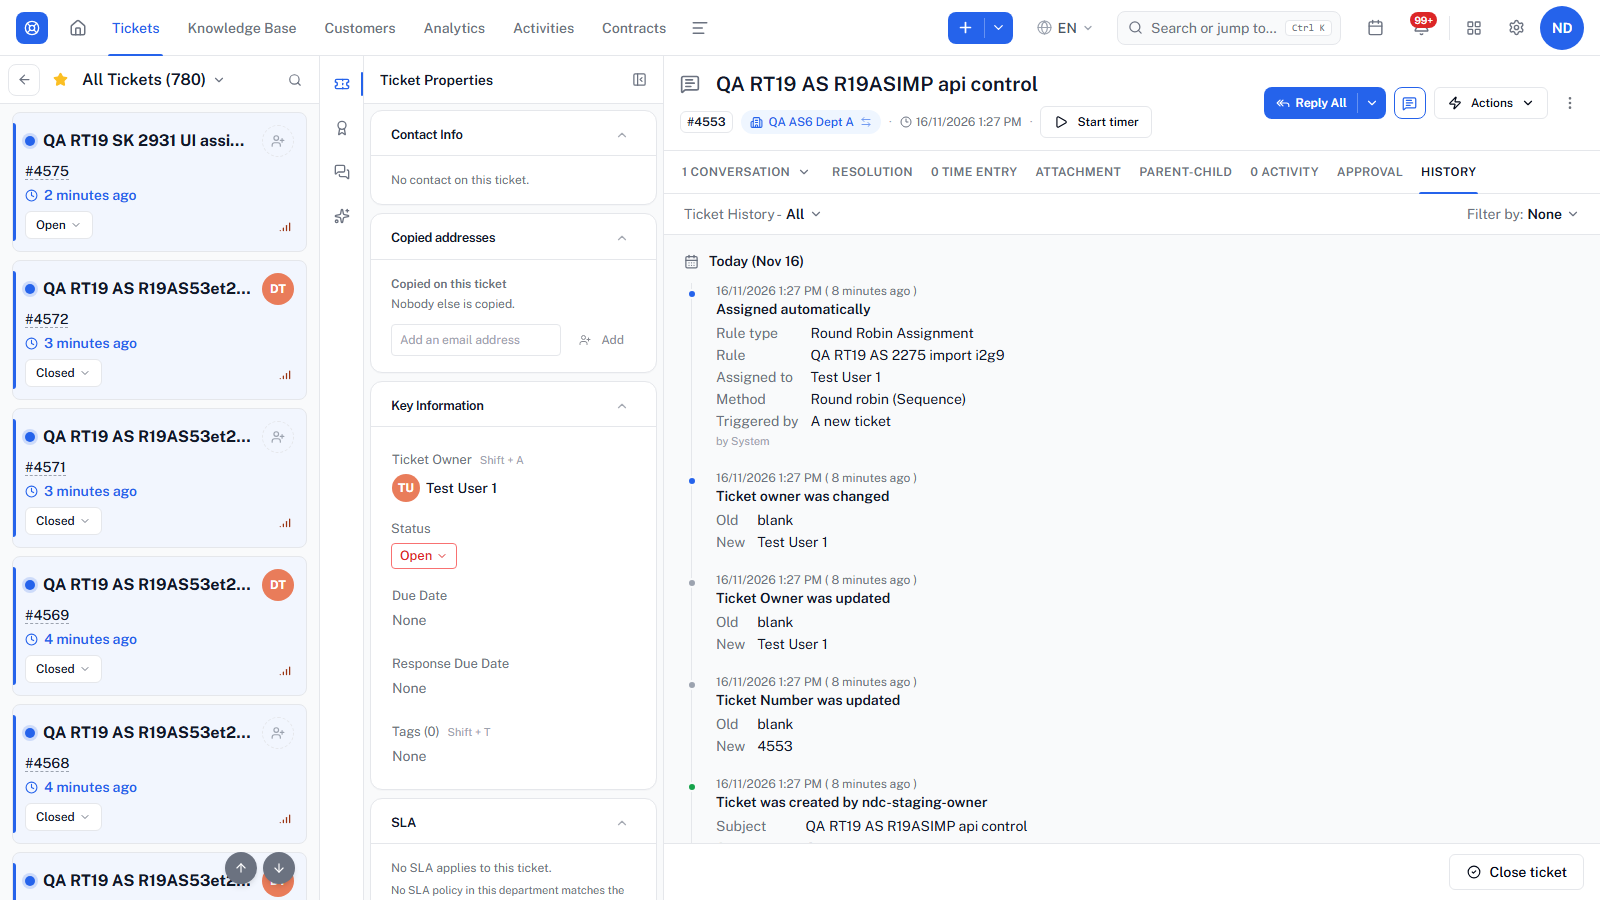 Tickets
Knowledge Base
Customers
Analytics
Activities
Contracts
EN
Search or jump to...
Ctrl K
99+
ND
All Tickets (780)
QA RT19 SK 2931 UI assi...
#4575
2 minutes ago
Open
QA RT19 AS R19AS53et2...
DT
#4572
3 minutes ago
Closed
QA RT19 AS R19AS53et2...
#4571
3 minutes ago
Closed
QA RT19 AS R19AS53et2...
DT
#4569
4 minutes ago
Closed
QA RT19 AS R19AS53et2...
#4568
4 minutes ago
Closed
QA RT19 AS R19AS53et2...
Ticket Properties
Contact Info
No contact on this ticket.
Copied addresses
Copied on this ticket
Nobody else is copied.
Add an email address
Add
Key Information
Ticket Owner Shift + A
TU Test User 1
Status
Open
Due Date
None
Response Due Date
None
Tags (0) Shift + T
None
SLA
No SLA applies to this ticket.
No SLA policy in this department matches the
QA RT19 AS R19ASIMP api control
#4553
QA AS6 Dept A
· 16/11/2026 1:27 PM ·
Start timer
Reply All
Actions
1 CONVERSATION
RESOLUTION
0 TIME ENTRY
ATTACHMENT
PARENT-CHILD
0 ACTIVITY
APPROVAL
HISTORY
Ticket History - All
Filter by: None
Today (Nov 16)
16/11/2026 1:27 PM ( 8 minutes ago )
Assigned automatically
Rule type Round Robin Assignment
Rule QA RT19 AS 2275 import i2g9
Assigned to Test User 1
Method Round robin (Sequence)
Triggered by A new ticket
by System
16/11/2026 1:27 PM ( 8 minutes ago )
Ticket owner was changed
Old blank
New Test User 1
16/11/2026 1:27 PM ( 8 minutes ago )
Ticket Owner was updated
Old blank
New Test User 1
16/11/2026 1:27 PM ( 8 minutes ago )
Ticket Number was updated
Old blank
New 4553
16/11/2026 1:27 PM ( 8 minutes ago )
Ticket was created by ndc-staging-owner
Subject QA RT19 AS R19ASIMP api control
Close ticket